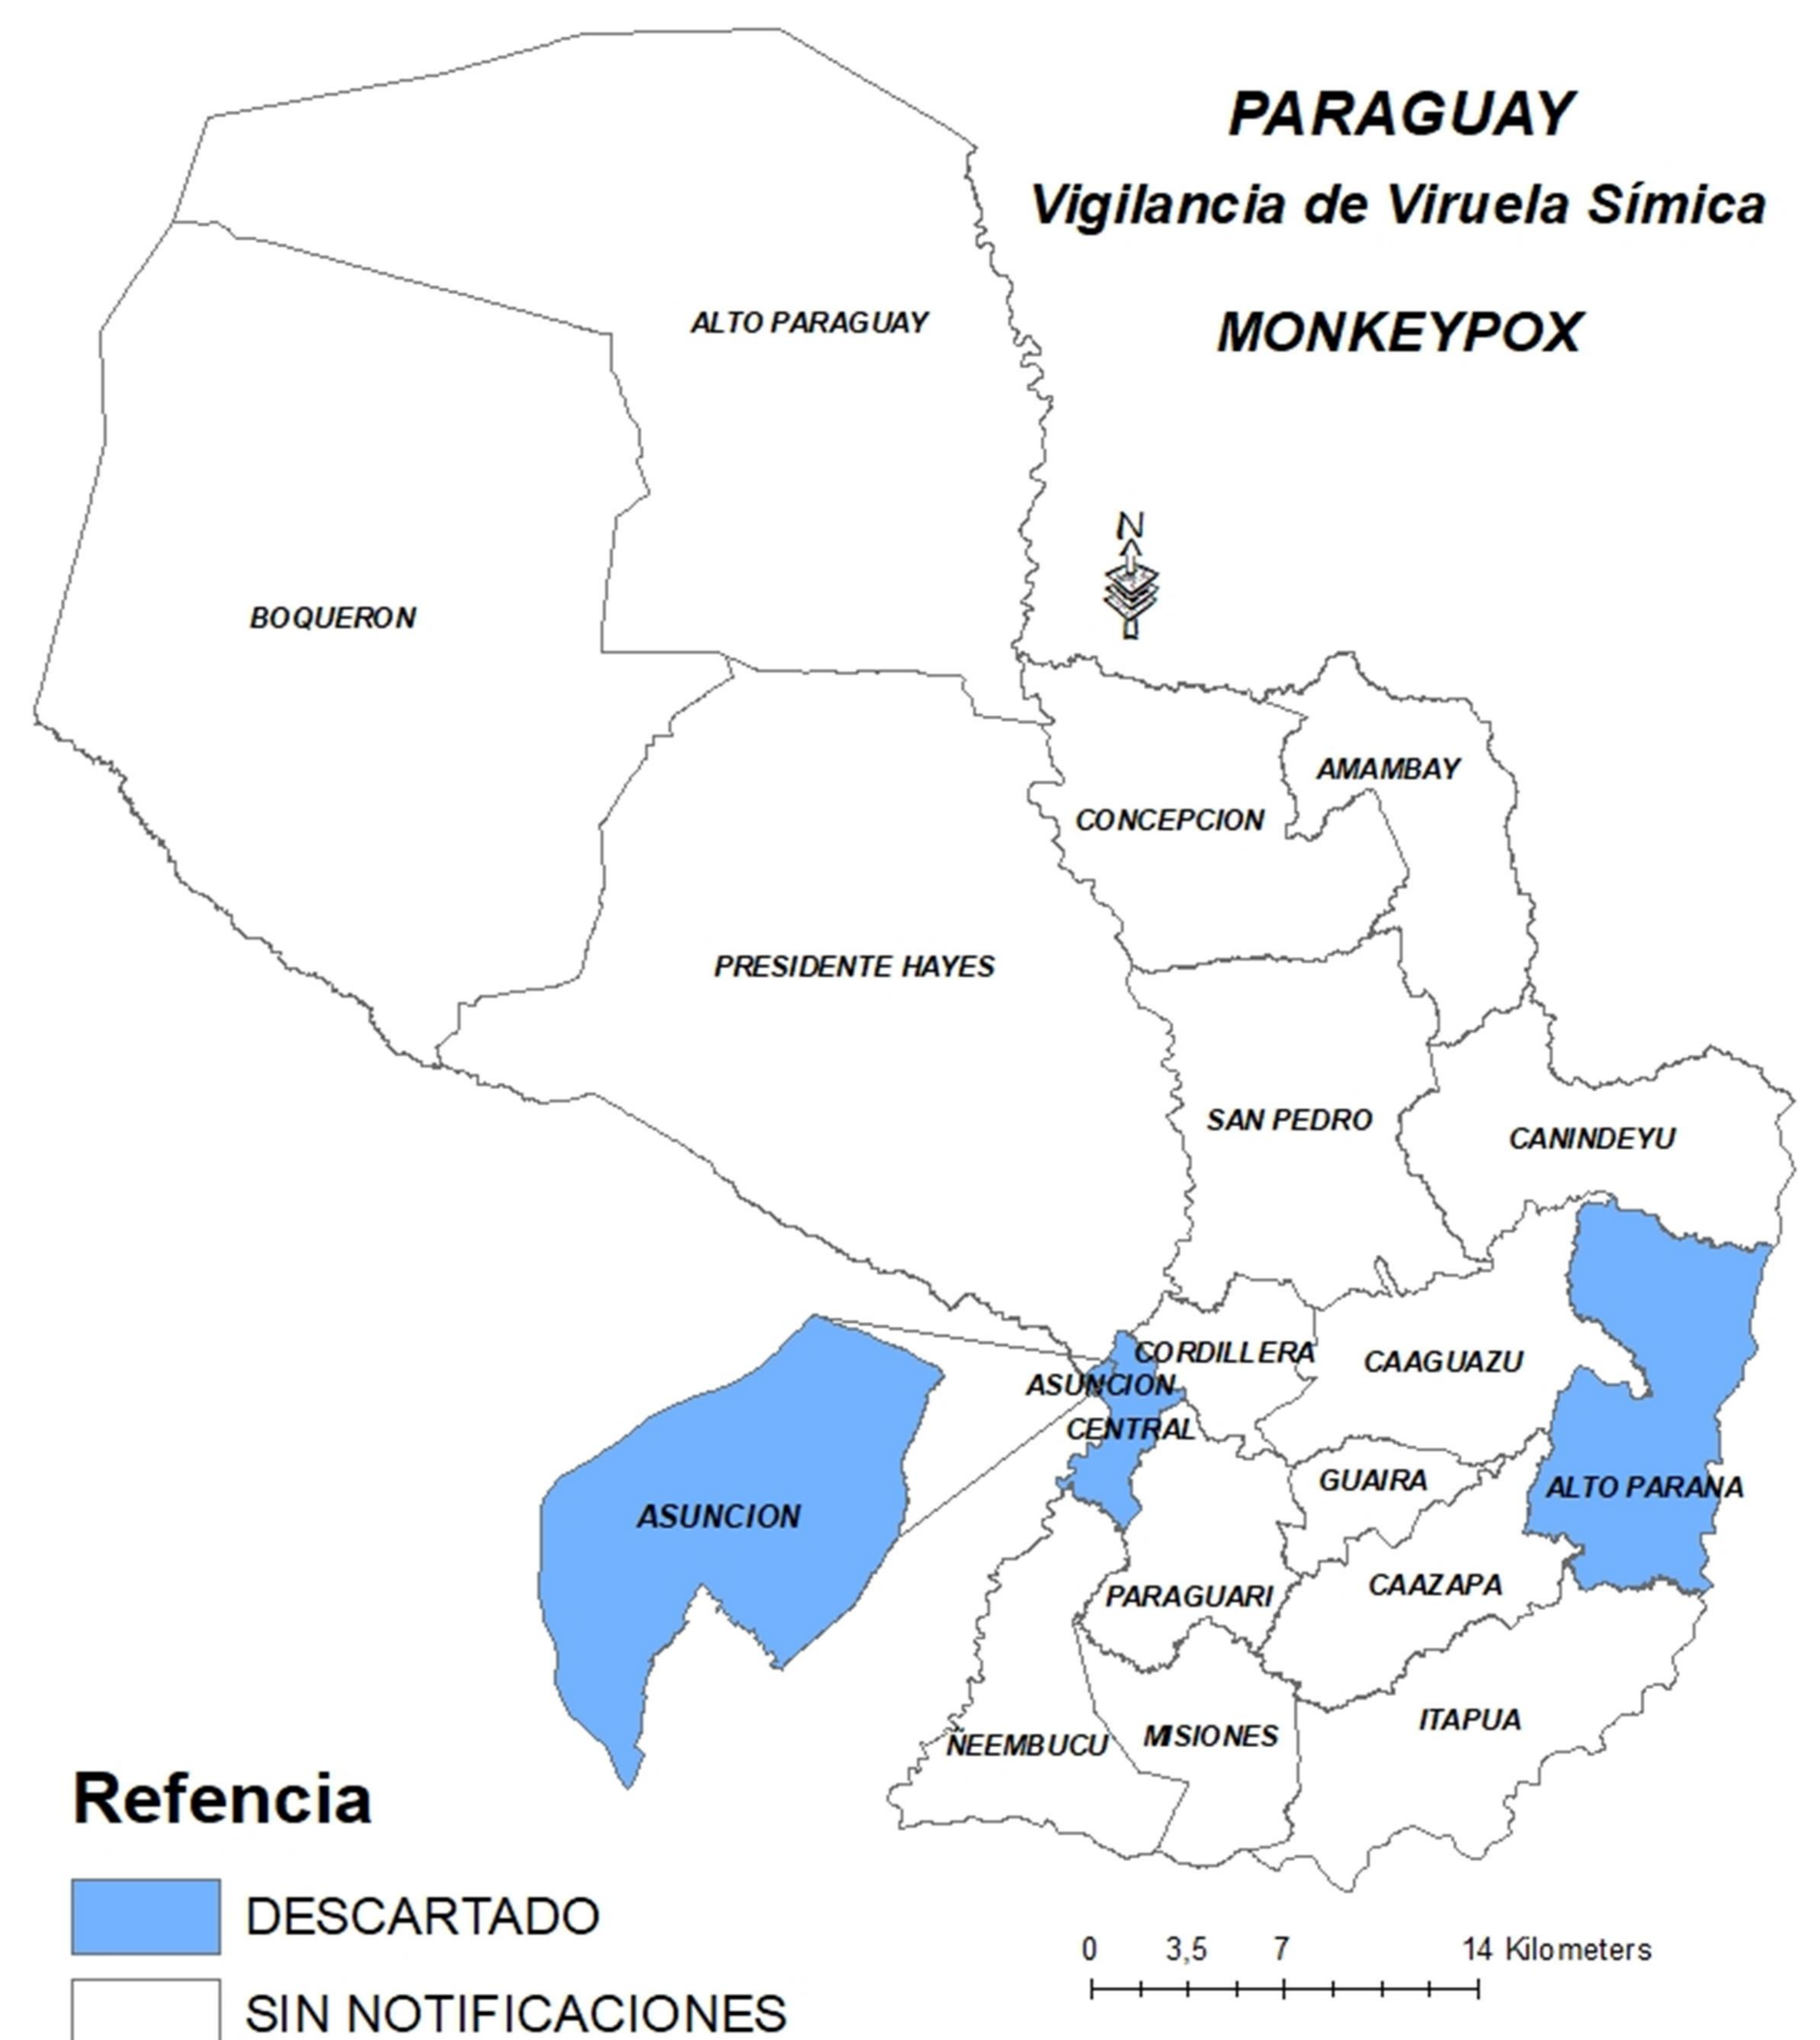 PARAGUAY
Vigilancia de Viruela Símica
MONKEYPOX
ALTO PARAGUAY
N
BOQUERON
AMAMBAY
CONCEPCION
PRESIDENTE HAYES
SAN PEDRO
CANINDEYU
CORDILLERA
CAAGUAZU
ASUNCION
CENTRAL
GUAIRA
ALTO PARANA
ASUNCION
CAAZAPA
PARAGUARI
ITAPUA
MISIONES
ÑEEMBUCU
Refencia
DESCARTADO
SIN NOTIFICACIONES
0 3,5 7 14 Kilometers